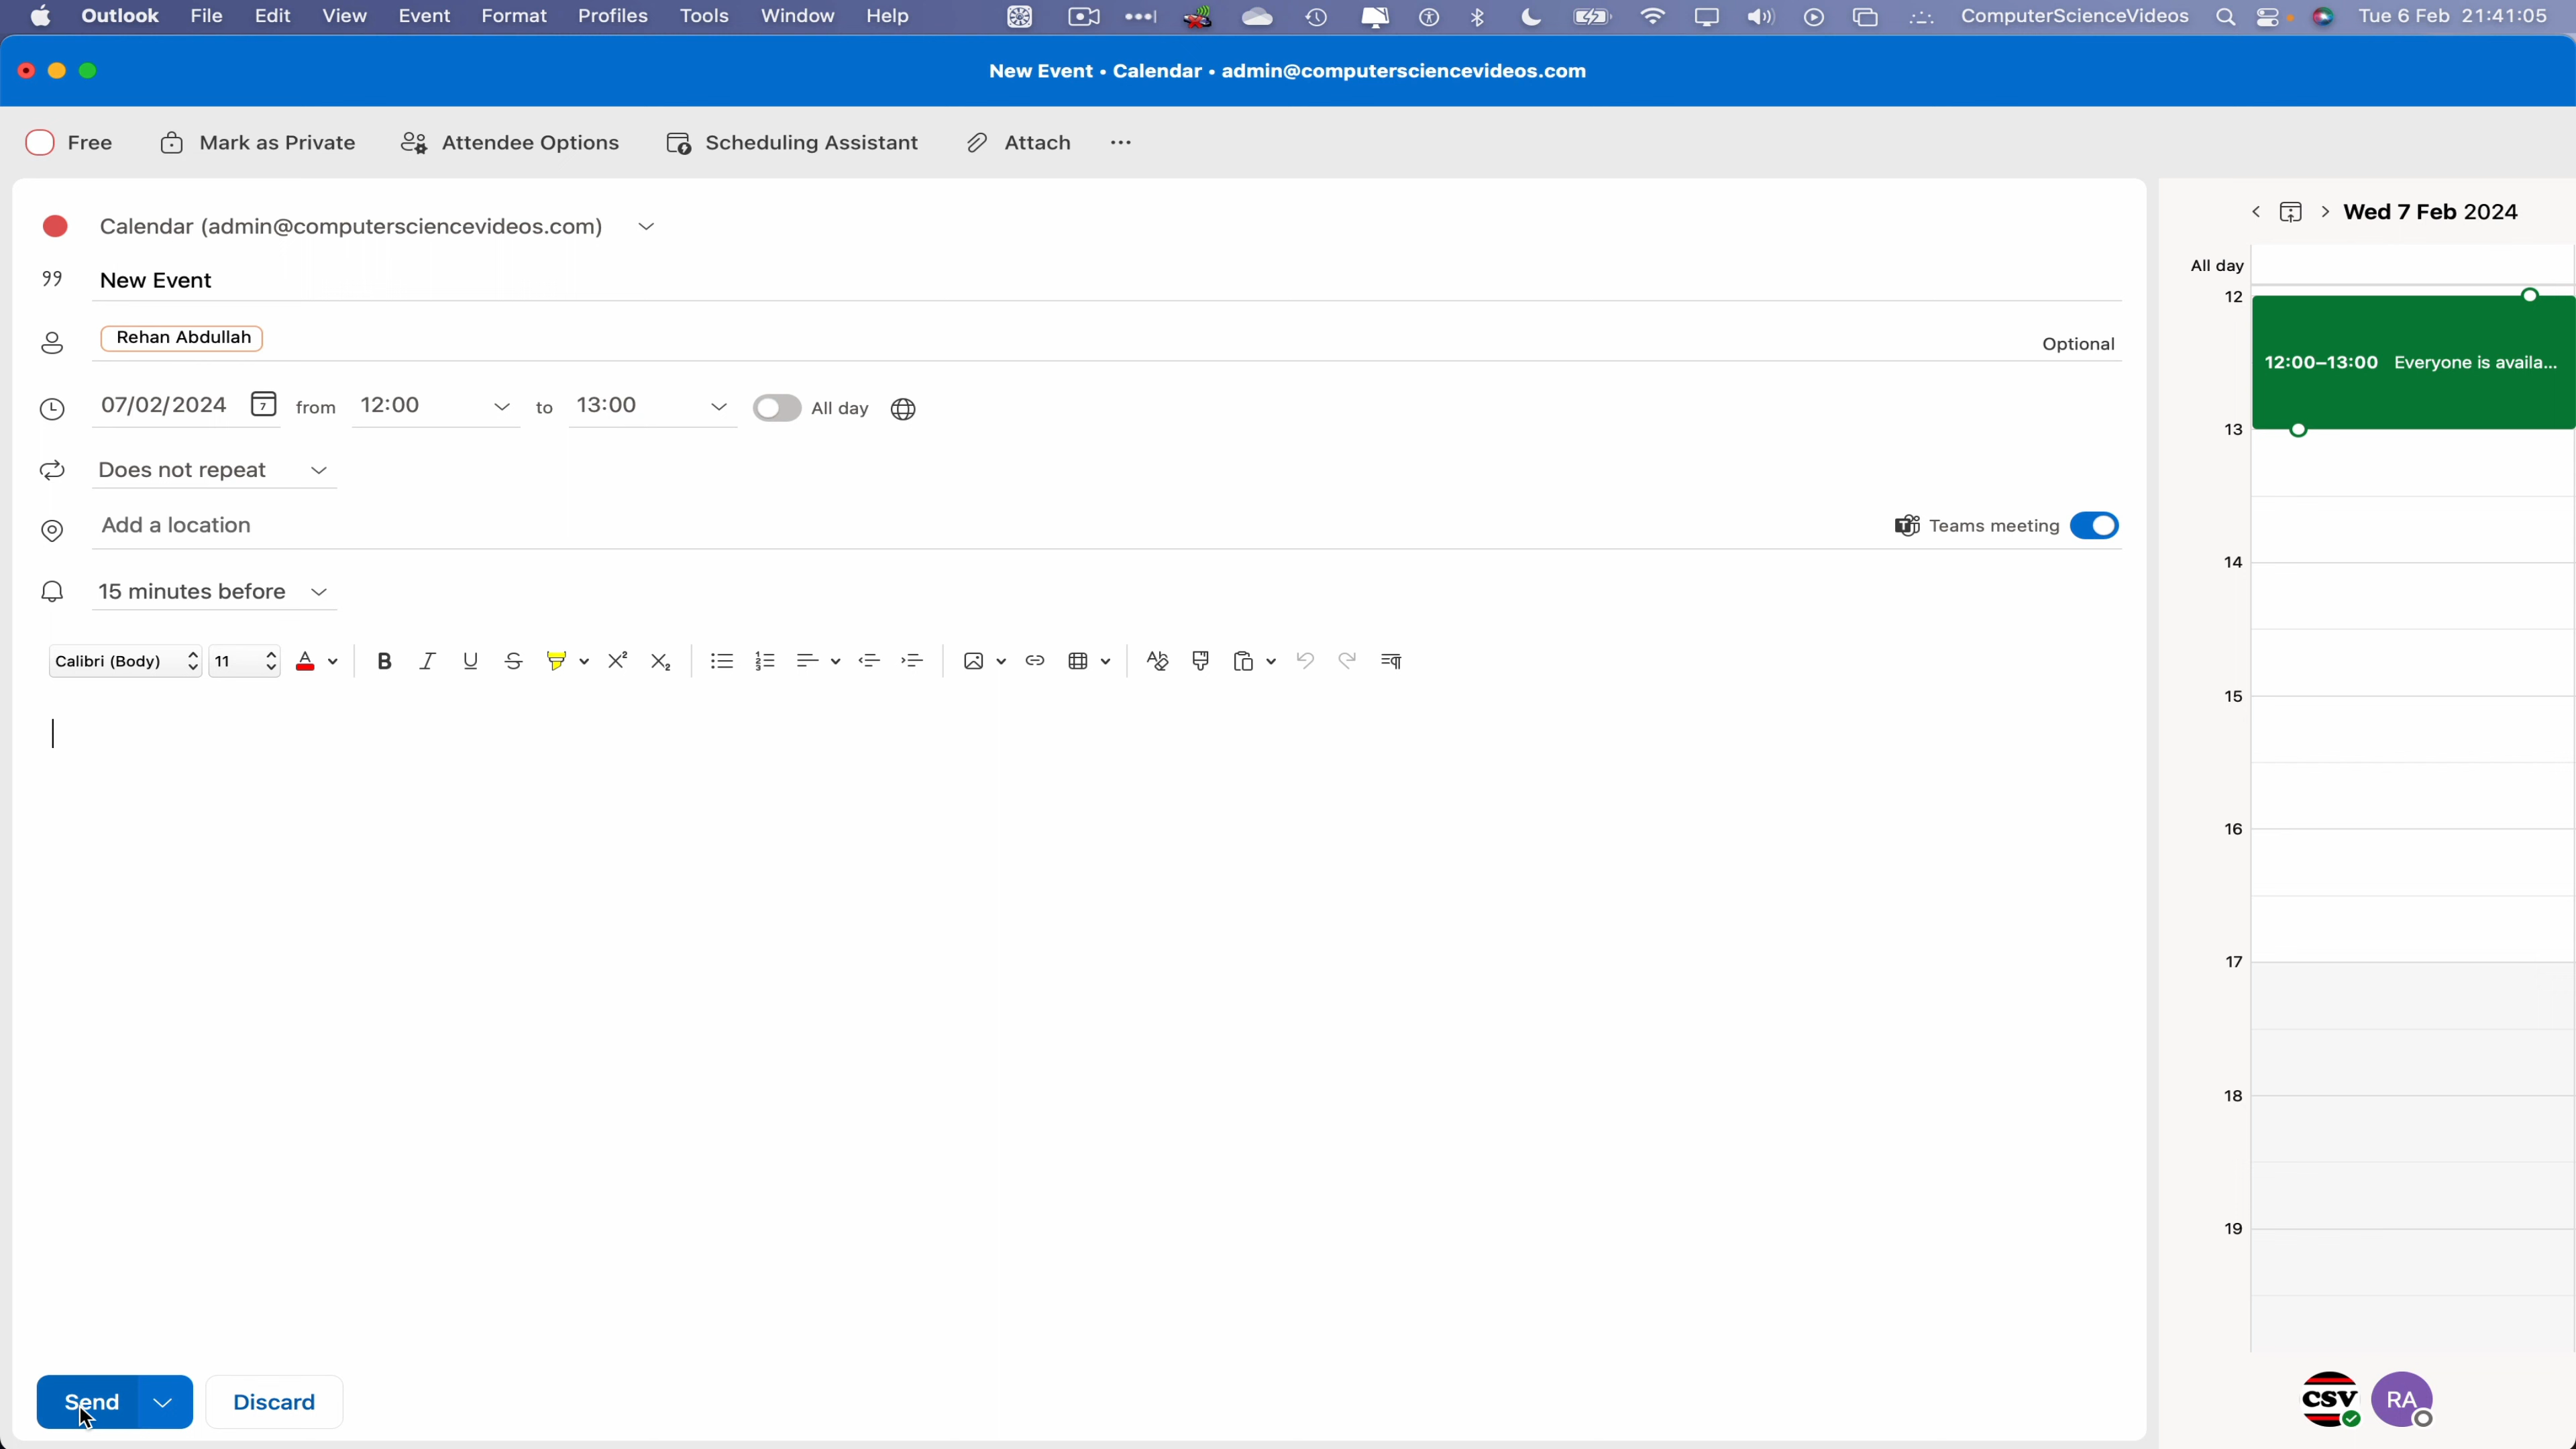 Outlook File Edit View Event Format Profiles Tools Window Help ComputerScienceVideos Tue 6 Feb 21:41:05
New Event • Calendar • admin@computersciencevideos.com
Free Mark as Private Attendee Options Scheduling Assistant Attach ...
Calendar (admin@computersciencevideos.com)
New Event
Rehan Abdullah Optional
07/02/2024 7 from 12:00 to 13:00 All day
Does not repeat
Add a location Teams meeting
15 minutes before
Calibri (Body) 11 A B I U S X² X₂
Send Discard
Wed 7 Feb 2024
All day
12
12:00–13:00 Everyone is availa...
13
14
15
16
17
18
19
CSV RA